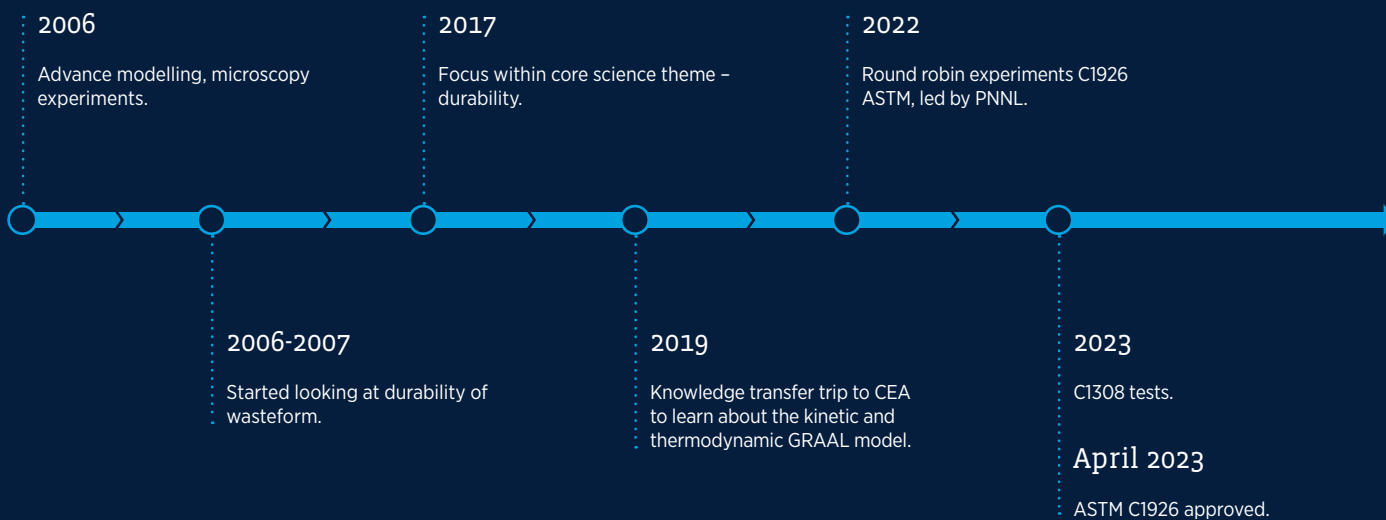 2006
Advance modelling, microscopy
experiments.
2006-2007
Started looking at durability of
wasteform.
2017
Focus within core science theme –
durability.
2019
Knowledge transfer trip to CEA
to learn about the kinetic and
thermodynamic GRAAL model.
2022
Round robin experiments C1926
ASTM, led by PNNL.
2023
C1308 tests.
April 2023
ASTM C1926 approved.